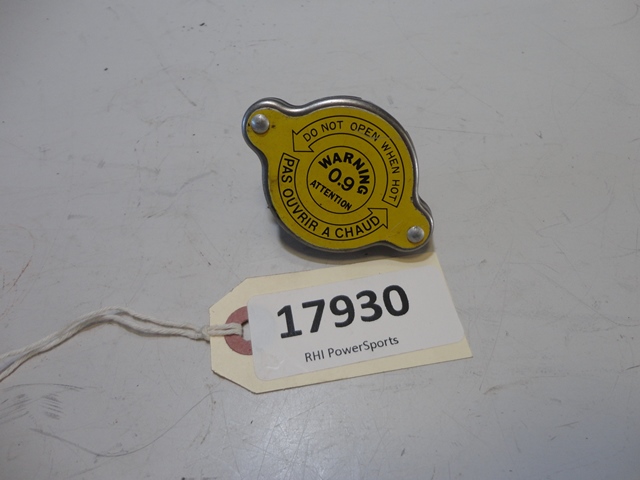 DO NOT OPEN WHEN HOT
WARNING
0.9
ATTENTION
PAS OUVRIR A CHAUD
17930
RHI PowerSports